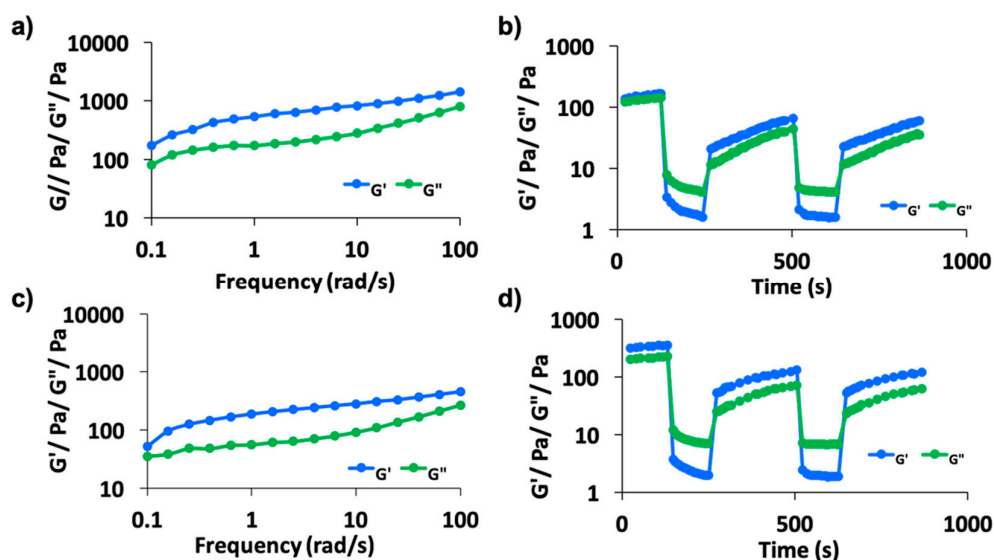 a)
G// Pa/ G"/ Pa
10000
1000
100
10
0.1
1
10
100
Frequency (rad/s)
G'
G"
b)
G'/ Pa/ G"/ Pa
1000
100
10
1
0
500
1000
Time (s)
G'
G"
c)
G'/ Pa/ G"/ Pa
10000
1000
100
10
0.1
1
10
100
Frequency (rad/s)
G'
G"
d)
G'/ Pa/ G"/ Pa
1000
100
10
1
0
500
1000
Time (s)
G'
G"